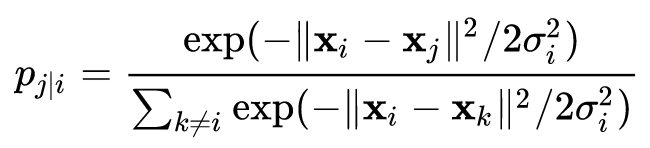 p_{j|i} = \frac{\exp(-\|\mathbf{x}_i - \mathbf{x}_j\|^2 / 2\sigma_i^2)}{\sum_{k \neq i} \exp(-\|\mathbf{x}_i - \mathbf{x}_k\|^2 / 2\sigma_i^2)}